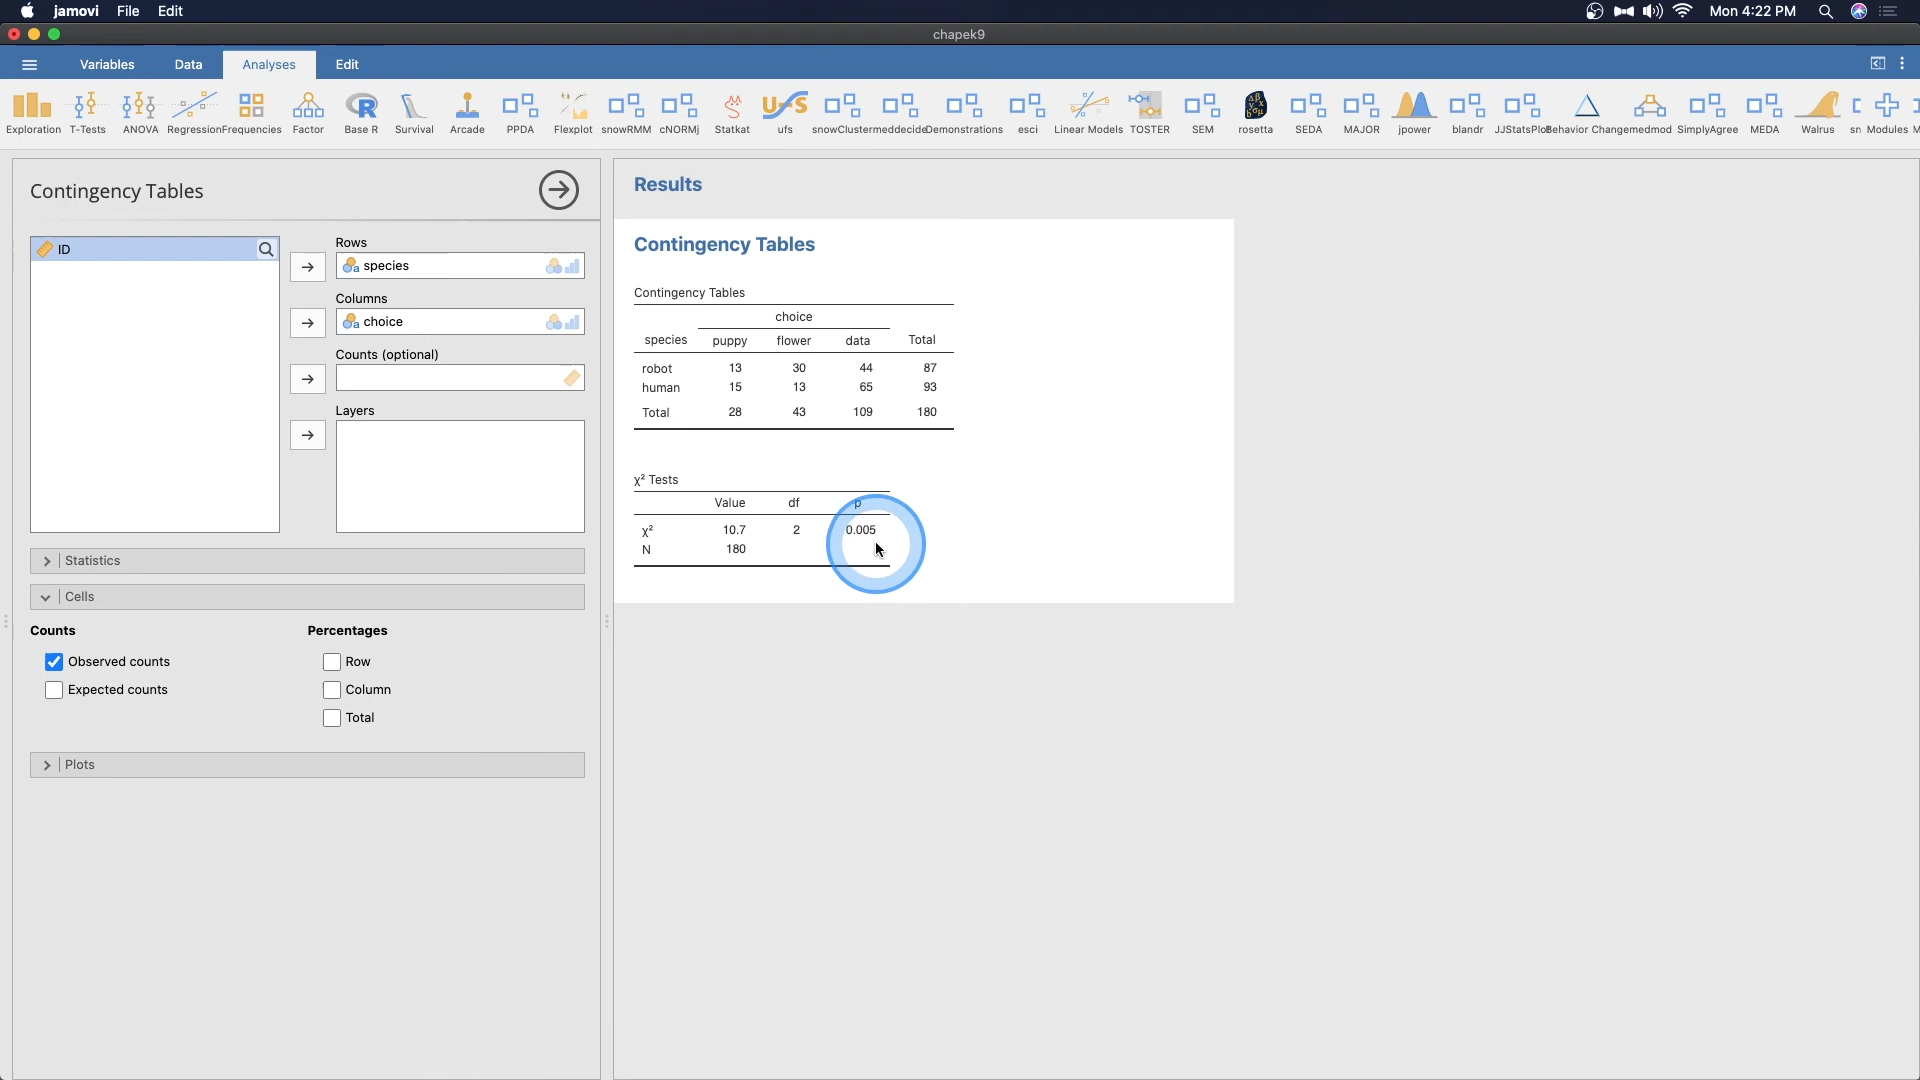 jamovi File Edit Mon 4:22 PM
chapek9
Variables Data Analyses Edit
Exploration T-Tests ANOVA Regression Frequencies Factor Base R Survival Arcade PPDA Flexplot snowRMM cNORMj Statkat ufs snowCluster meddecide Demonstrations esci Linear Models TOSTER SEM rosetta SEDA MAJOR jpower blandr JJStatsPlot Behavior Change medmod SimplyAgree MEDA Walrus Modules
Contingency Tables
ID
Rows
species
Columns
choice
Counts (optional)
Layers
Statistics
Cells
Counts Percentages
Observed counts Row
Expected counts Column
Total
Plots
Results
Contingency Tables
Contingency Tables
choice
species puppy flower data Total
robot 13 30 44 87
human 15 13 65 93
Total 28 43 109 180
χ² Tests
Value df p
χ² 10.7 2 0.005
N 180